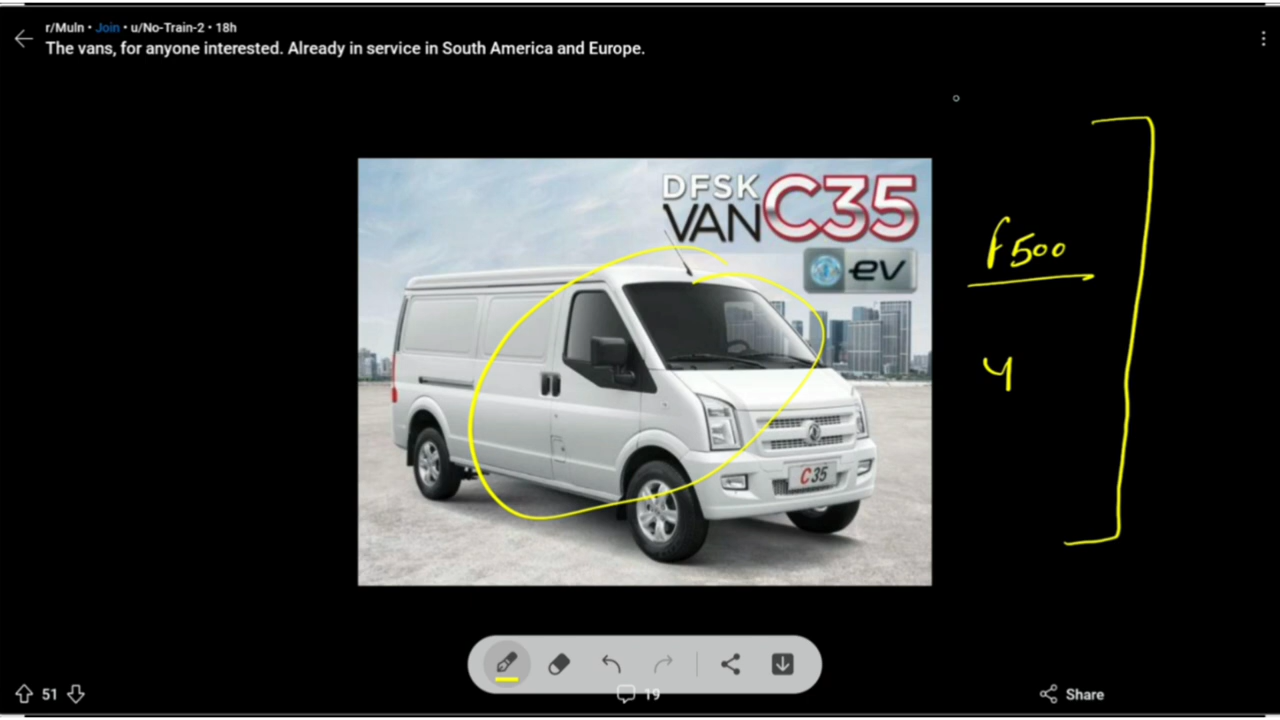 r/Muln • Join • u/No-Train-2 • 18h
The vans, for anyone interested. Already in service in South America and Europe.
DFSK
VAN C35
ev
F500
4
C35
51
19
Share